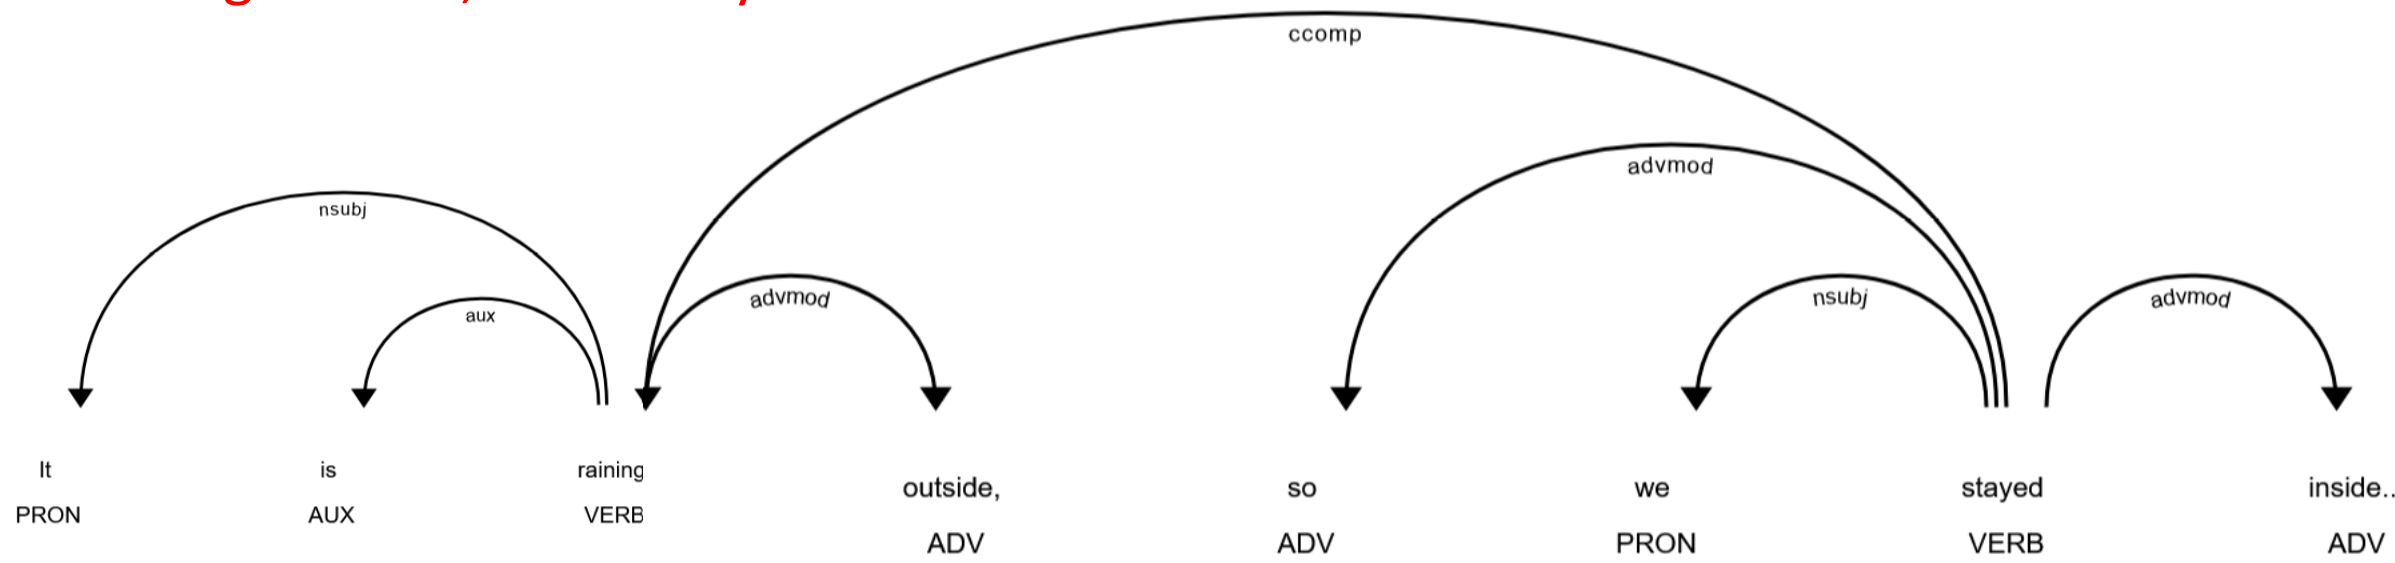 ccomp
advmod
nsubj
aux
advmod
nsubj
advmod
It is raining outside, so we stayed inside..
PRON AUX VERB ADV ADV PRON VERB ADV